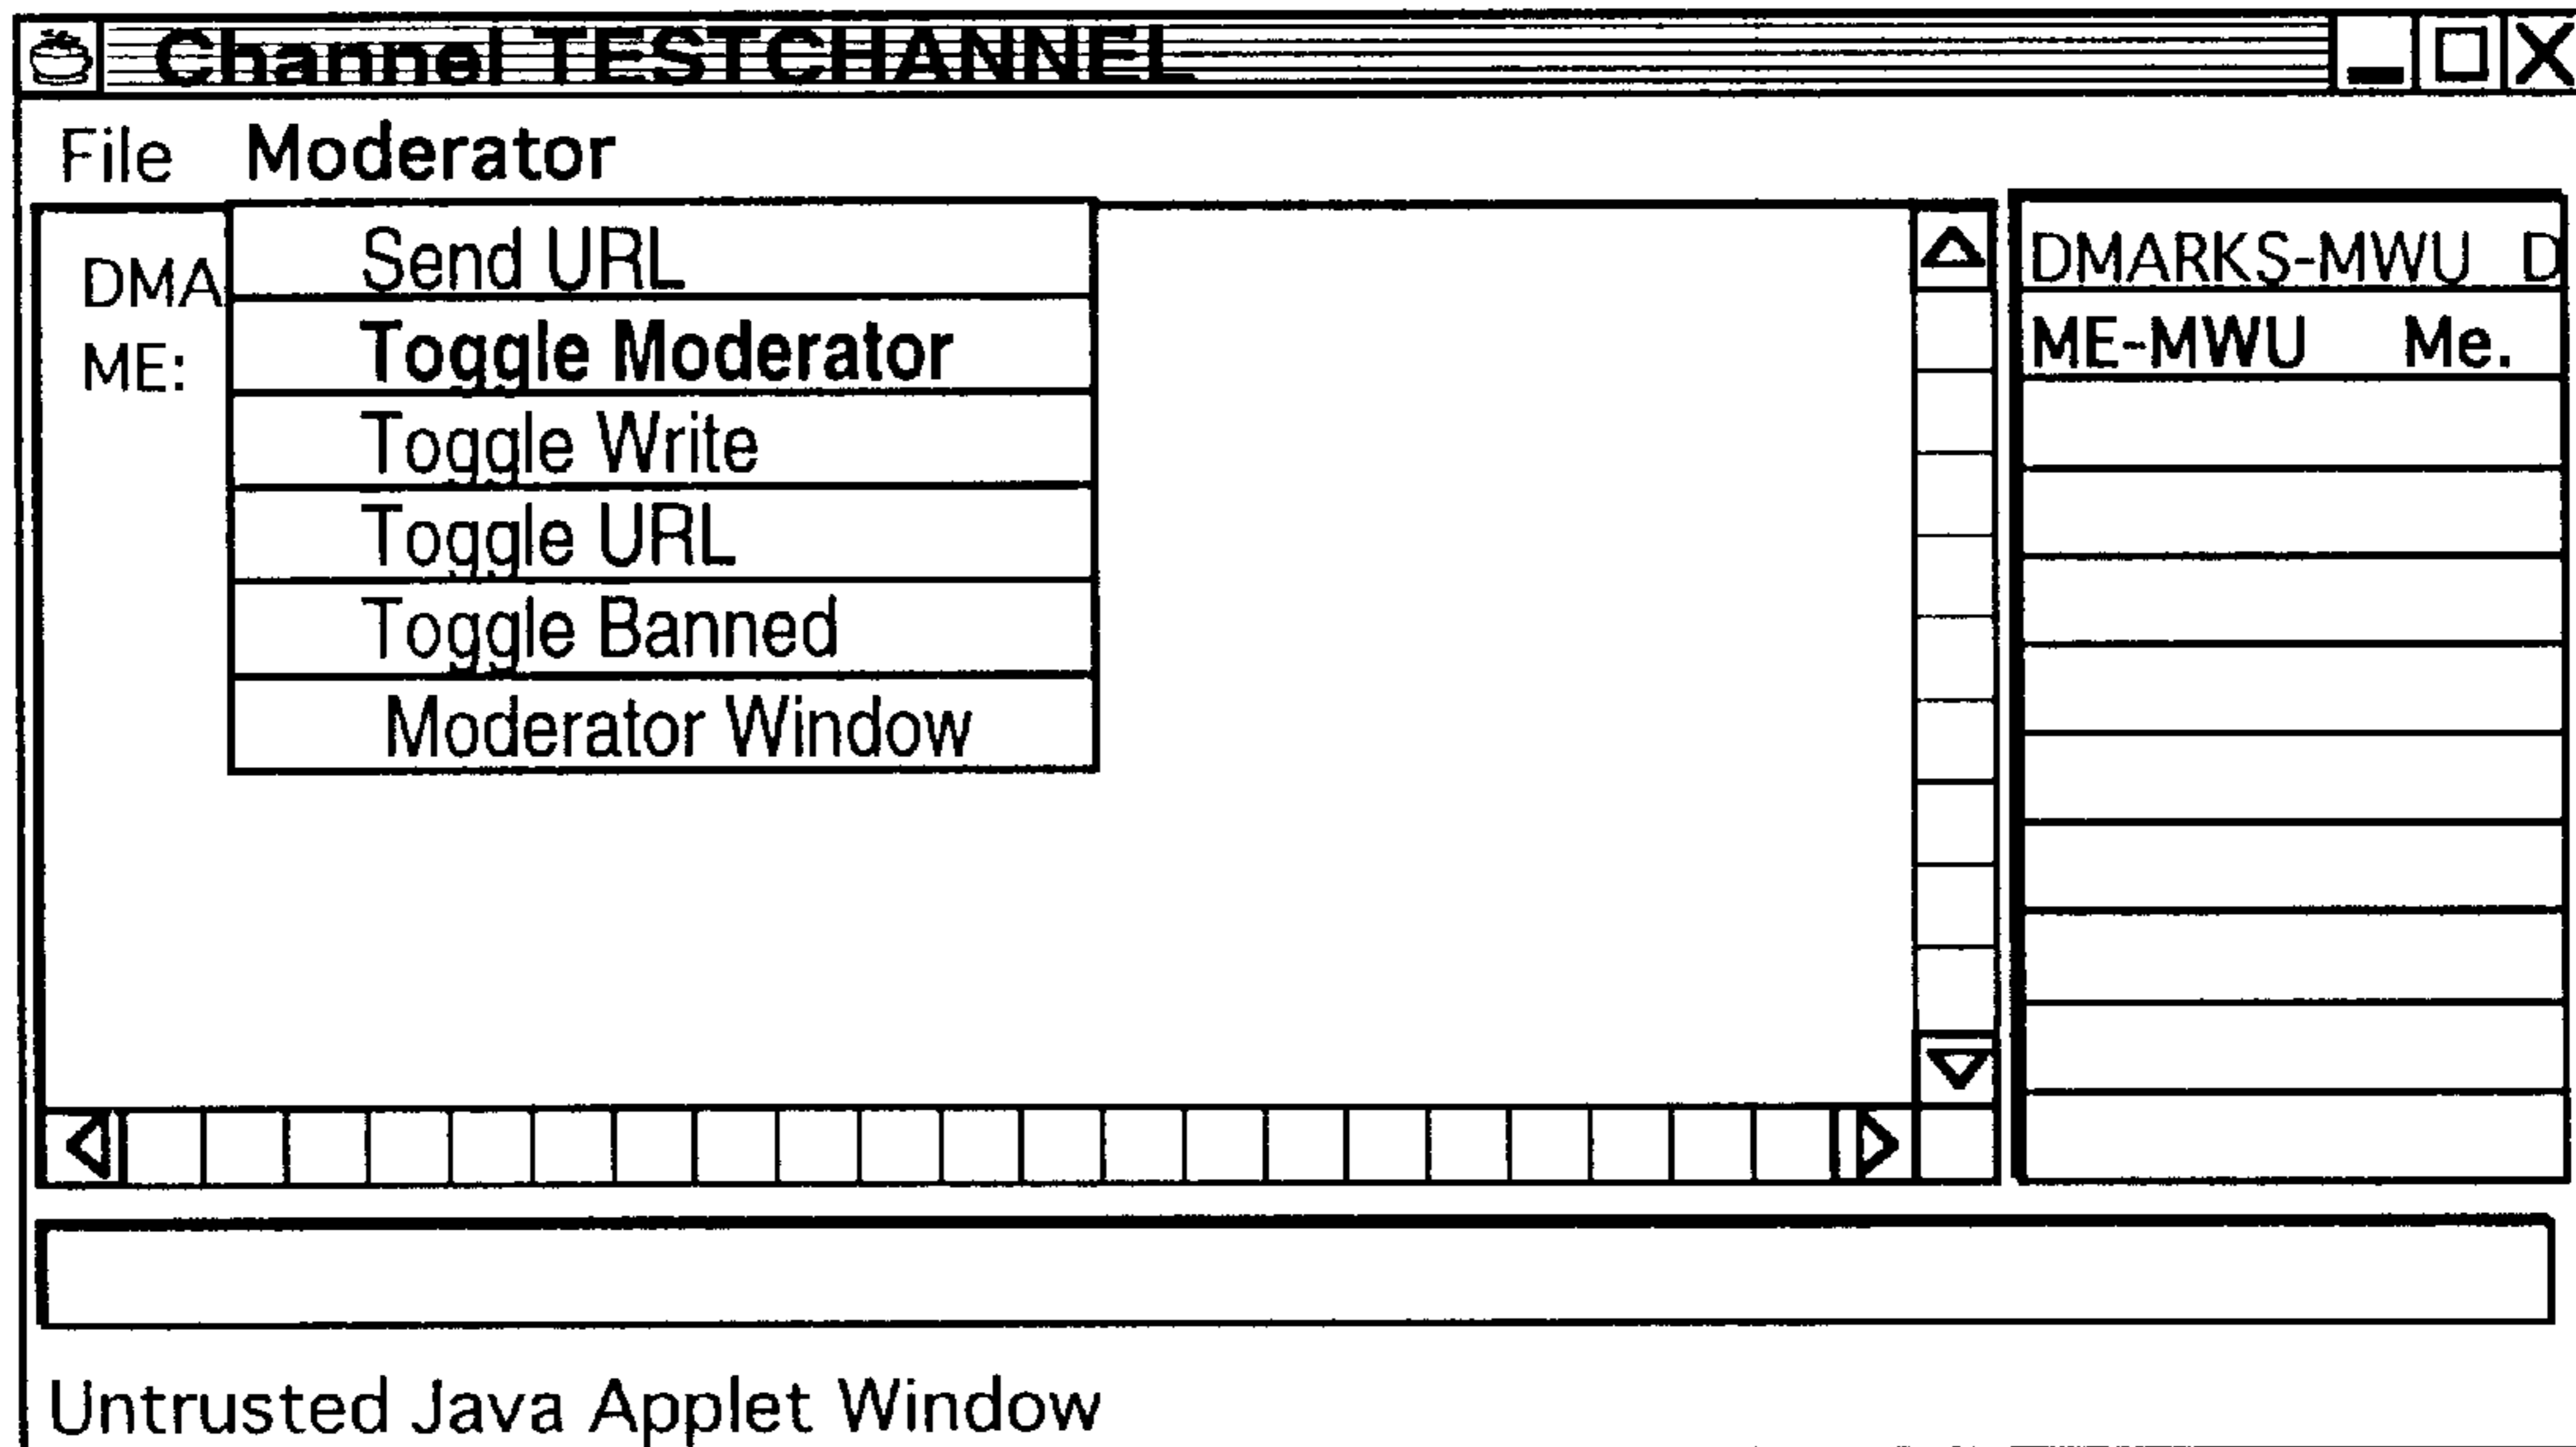 Channel TESTCHANNEL
File Moderator
DMA
ME:
Send URL
Toggle Moderator
Toggle Write
Toggle URL
Toggle Banned
Moderator Window
DMARKS-MWU D
ME-MWU Me.
Untrusted Java Applet Window